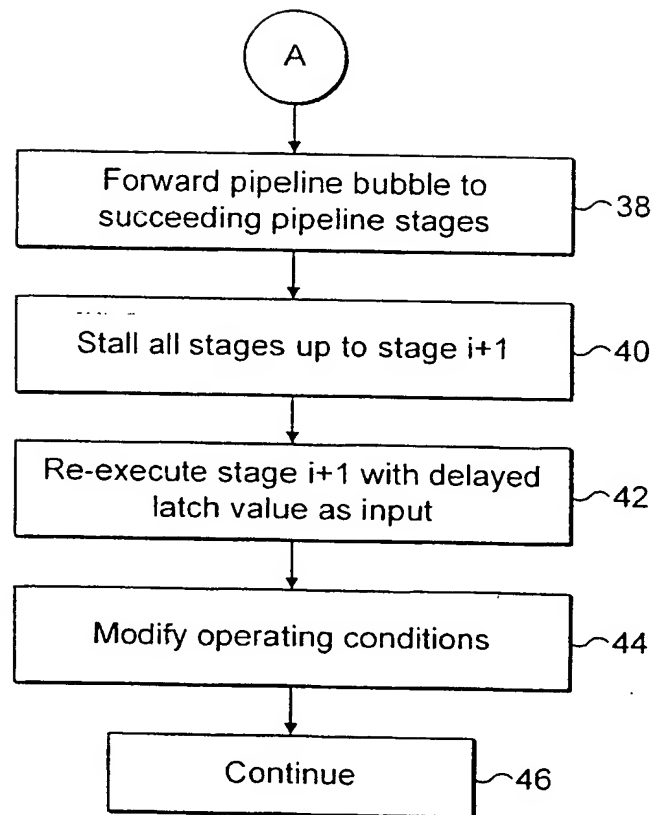 A
Forward pipeline bubble to
succeeding pipeline stages
38
Stall all stages up to stage i+1
40
Re-execute stage i+1 with delayed
latch value as input
42
Modify operating conditions
44
Continue
46